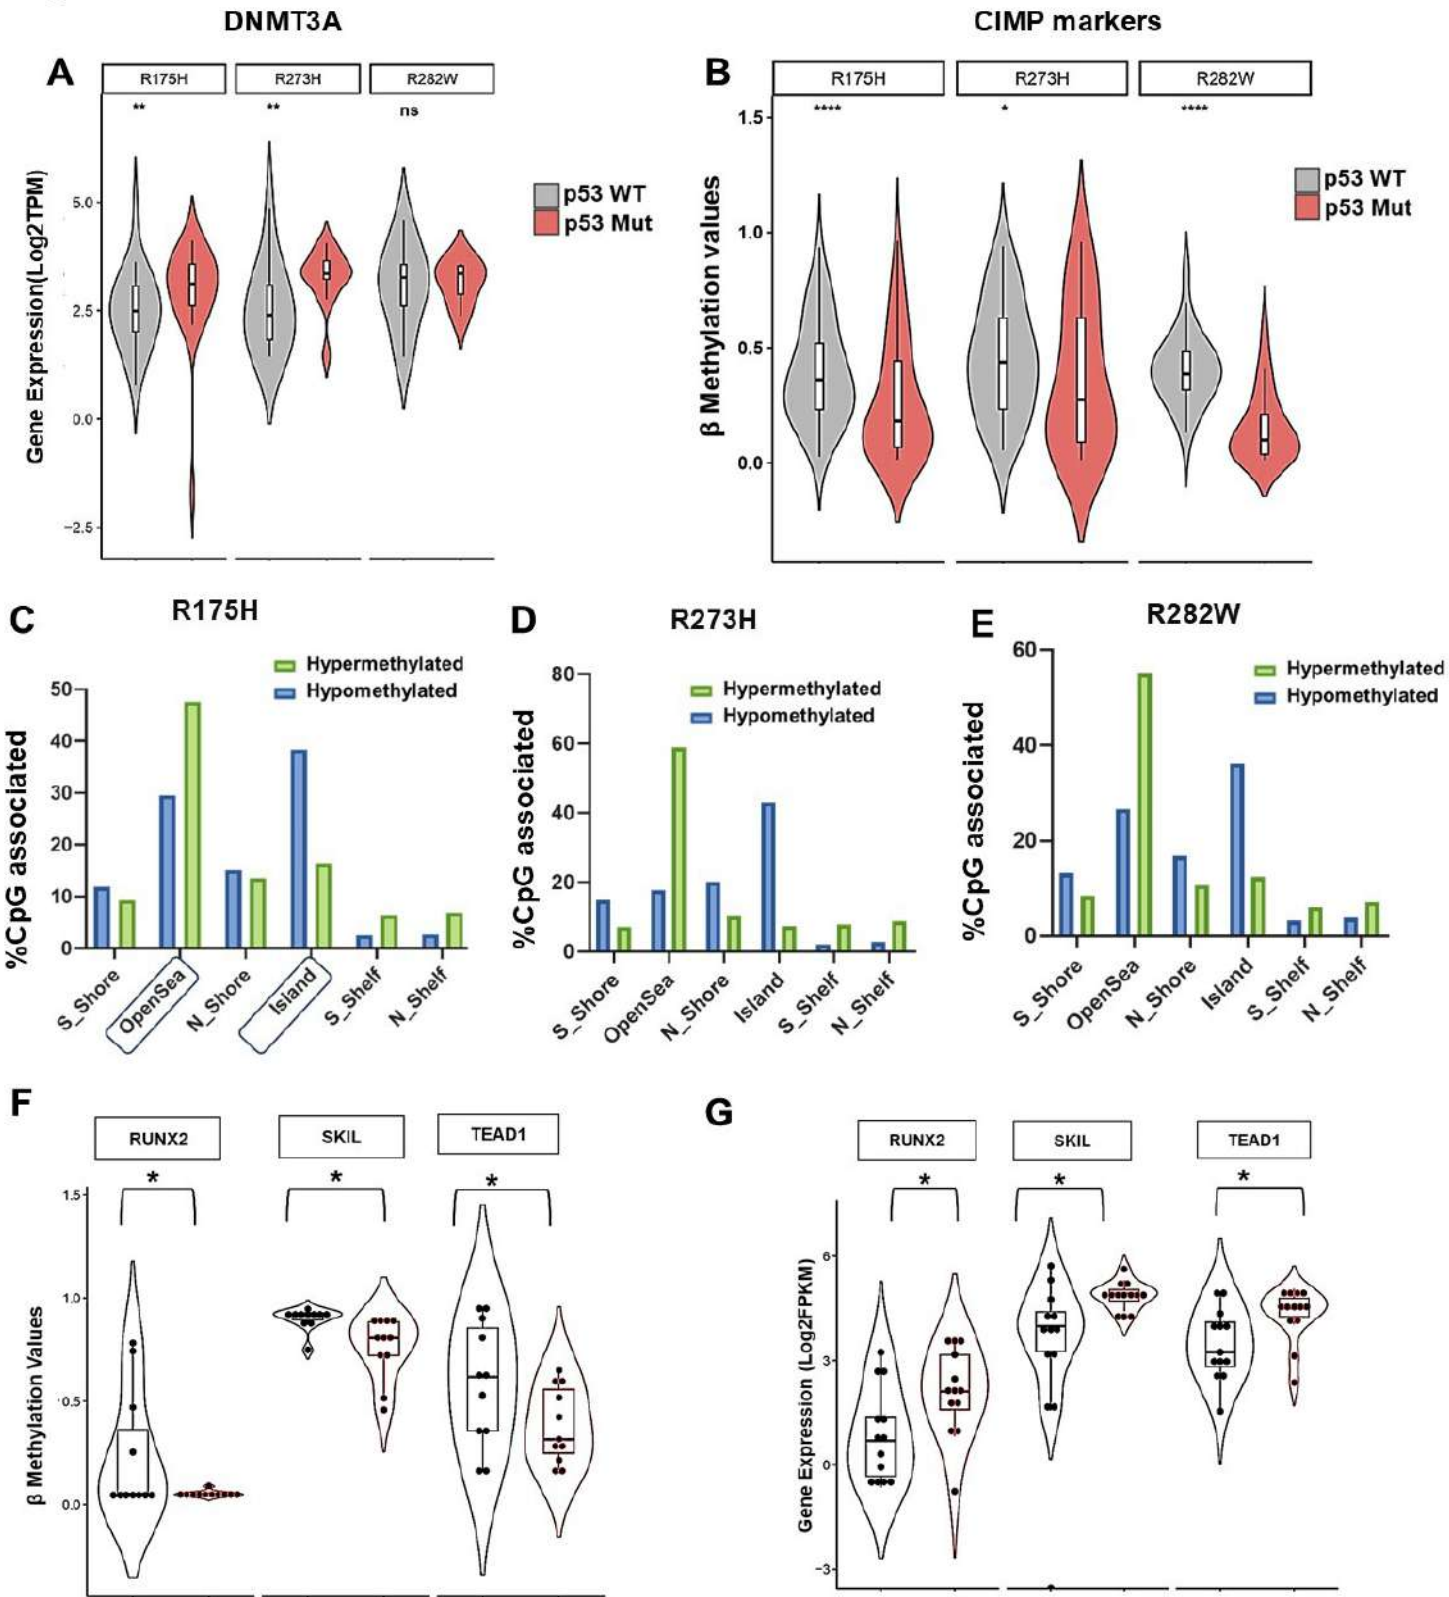 DNMT3A
CIMP markers
A
R175H
R273H
R282W
**
**
ns
Gene Expression(Log2TPM)
5.0
2.5
0.0
−2.5
p53 WT
p53 Mut
B
R175H
R273H
R282W
****
*
****
β Methylation values
1.5
1.0
0.5
0.0
p53 WT
p53 Mut
C
R175H
Hypermethylated
Hypomethylated
%CpG associated
50
40
30
20
10
0
S_Shore
OpenSea
N_Shore
Island
S_Shelf
N_Shelf
D
R273H
Hypermethylated
Hypomethylated
%CpG associated
80
60
40
20
0
S_Shore
OpenSea
N_Shore
Island
S_Shelf
N_Shelf
E
R282W
Hypermethylated
Hypomethylated
%CpG associated
60
40
20
0
S_Shore
OpenSea
N_Shore
Island
S_Shelf
N_Shelf
F
RUNX2
SKIL
TEAD1
*
*
*
β Methylation Values
1.5
1.0
0.5
0.0
G
RUNX2
SKIL
TEAD1
*
*
*
Gene Expression (Log2FPKM)
6
3
0
−3